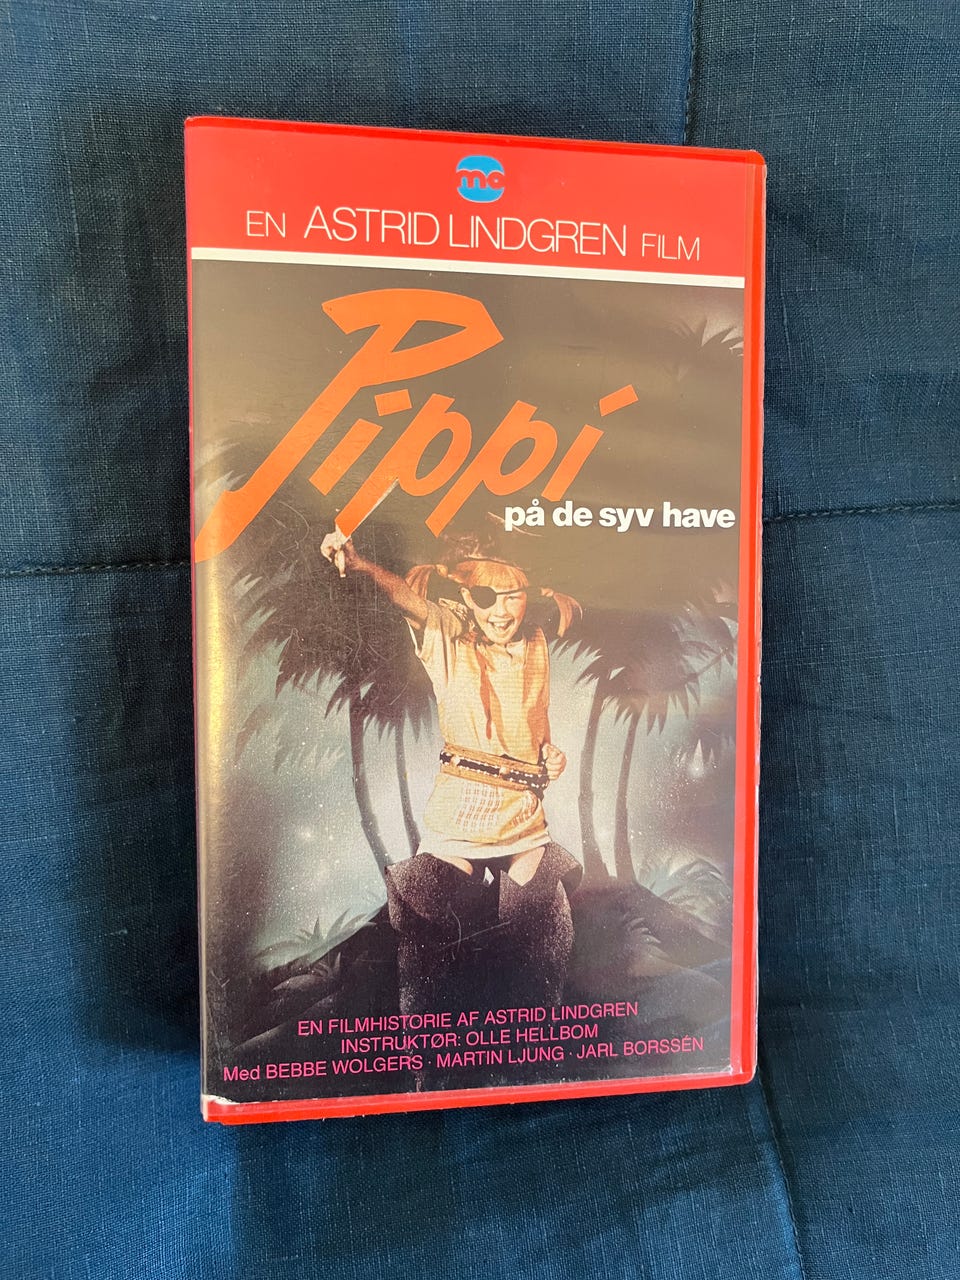 mo
EN ASTRID LINDGREN FILM
Pippi
på de syv have
EN FILMHISTORIE AF ASTRID LINDGREN
INSTRUKTØR: OLLE HELLBOM
Med BEBBE WOLGERS · MARTIN LJUNG · JARL BORSSÉN